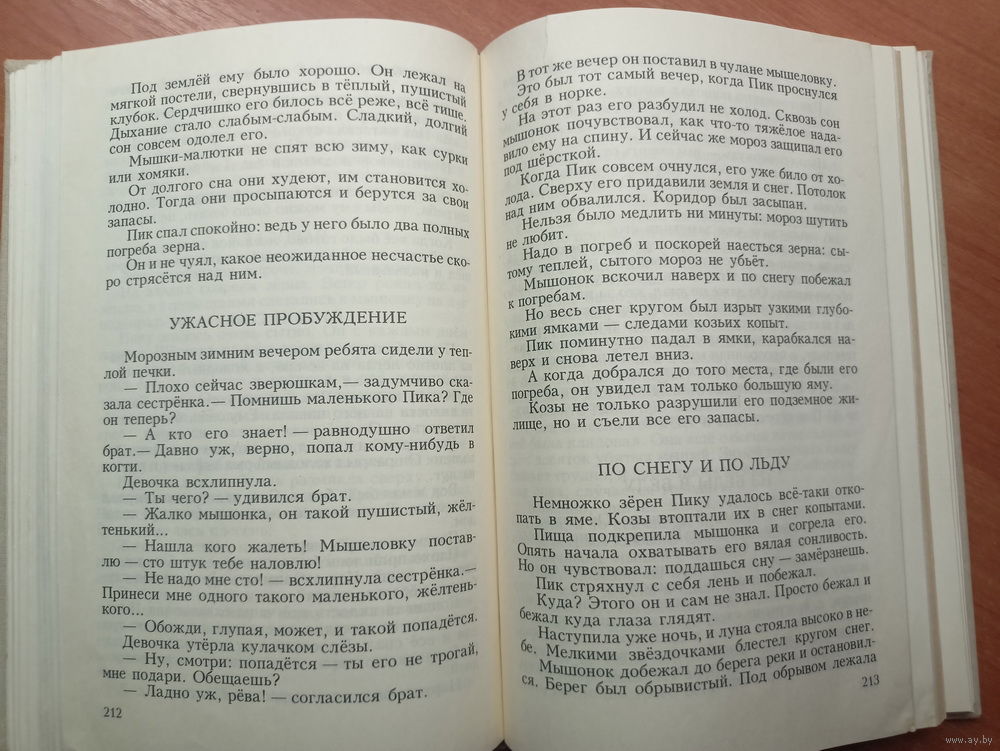 Под землёй ему было хорошо. Он лежал на
мягкой постели, свернувшись в тёплый, пушистый
клубок. Сердчишко его билось всё реже, всё тише.
Дыхание стало слабым-слабым. Сладкий, долгий
сон совсем одолел его.
Мышки-малютки не спят всю зиму, как сурки
или хомяки.
От долгого сна они худеют, им становится хо-
лодно. Тогда они просыпаются и берутся за свои
запасы.
Пик спал спокойно: ведь у него было два полных
погреба зерна.
Он и не чуял, какое неожиданное несчастье ско-
ро стрясётся над ним.
УЖАСНОЕ ПРОБУЖДЕНИЕ
Морозным зимним вечером ребята сидели у теп-
лой печки.
— Плохо сейчас зверюшкам,— задумчиво ска-
зала сестрёнка.— Помнишь маленького Пика? Где
он теперь?
— А кто его знает! — равнодушно ответил
брат.— Давно уж, верно, попал кому-нибудь в
когти.
Девочка всхлипнула.
— Ты чего? — удивился брат.
— Жалко мышонка, он такой пушистый, жёл-
тенький...
— Нашла кого жалеть! Мышеловку постав-
лю — сто штук тебе наловлю!
— Не надо мне сто! — всхлипнула сестрёнка.—
Принеси мне одного такого маленького, жёлтень-
кого...
— Обожди, глупая, может, и такой попадётся.
Девочка утёрла кулачком слёзы.
— Ну, смотри: попадётся — ты его не трогай,
мне подари. Обещаешь?
— Ладно уж, рёва! — согласился брат.
212
В тот же вечер он поставил в чулане мышеловку.
Это был тот самый вечер, когда Пик проснулся
у себя в норке.
На этот раз его разбудил не холод. Сквозь сон
мышонок почувствовал, как что-то тяжёлое нада-
вило ему на спину. И сейчас же мороз защипал его
под шёрсткой.
Когда Пик совсем очнулся, его уже било от хо-
лода. Сверху его придавили земля и снег. Потолок
над ним обвалился. Коридор был засыпан.
Нельзя было медлить ни минуты: мороз шутить
не любит.
Надо в погреб и поскорей наесться зерна: сы-
тому теплей, сытого мороз не убьёт.
Мышонок вскочил наверх и по снегу побежал
к погребам.
Но весь снег кругом был изрыт узкими глубо-
кими ямками — следами козьих копыт.
Пик поминутно падал в ямки, карабкался на-
верх и снова летел вниз.
А когда добрался до того места, где были его
погреба, он увидел там только большую яму.
Козы не только разрушили его подземное жи-
лище, но и съели все его запасы.
ПО СНЕГУ И ПО ЛЬДУ
Немножко зёрен Пику удалось всё-таки отко-
пать в яме. Козы втоптали их в снег копытами.
Пища подкрепила мышонка и согрела его.
Опять начала охватывать его вялая сонливость.
Но он чувствовал: поддашься сну — замёрзнешь.
Пик стряхнул с себя лень и побежал.
Куда? Этого он и сам не знал. Просто бежал и
бежал куда глаза глядят.
Наступила уже ночь, и луна стояла высоко в не-
бе. Мелкими звёздочками блестел кругом снег.
Мышонок добежал до берега реки и остановил-
ся. Берег был обрывистый. Под обрывом лежала
213
www.ay.by